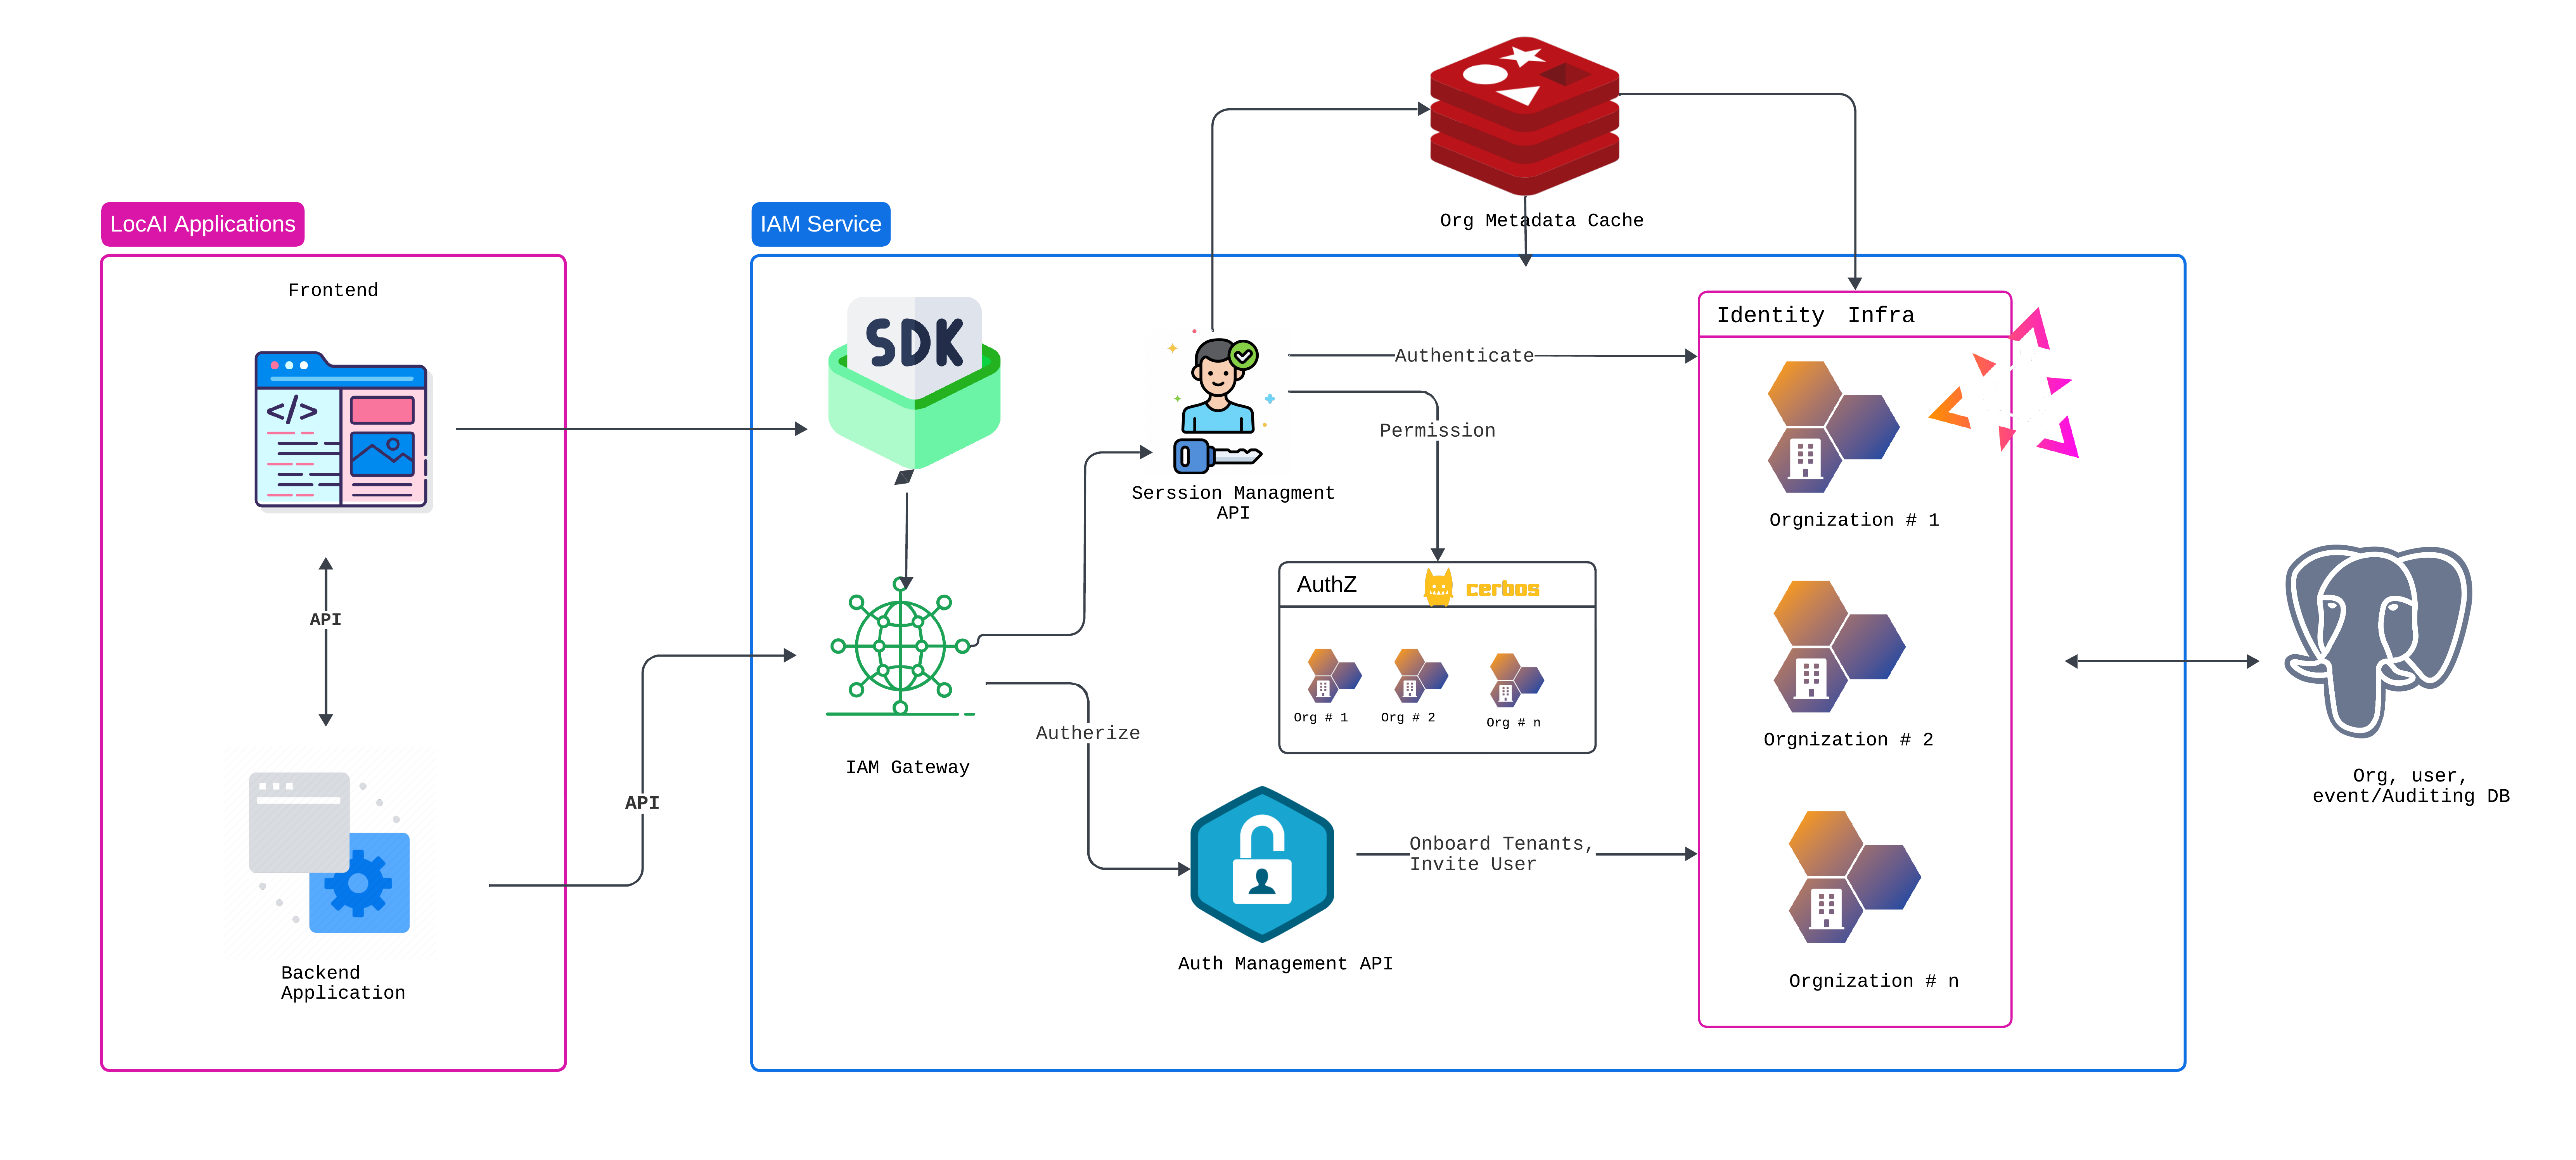 Org Metadata Cache
LocAI Applications
IAM Service
Frontend
</>
API
Backend
Application
API
SDK
IAM Gateway
Autherize
Serssion Managment
API
Authenticate
Permission
AuthZ
cerbos
Org # 1
Org # 2
Org # n
Auth Management API
Onboard Tenants,
Invite User
Identity Infra
Orgnization # 1
Orgnization # 2
Orgnization # n
Org, user,
event/Auditing DB